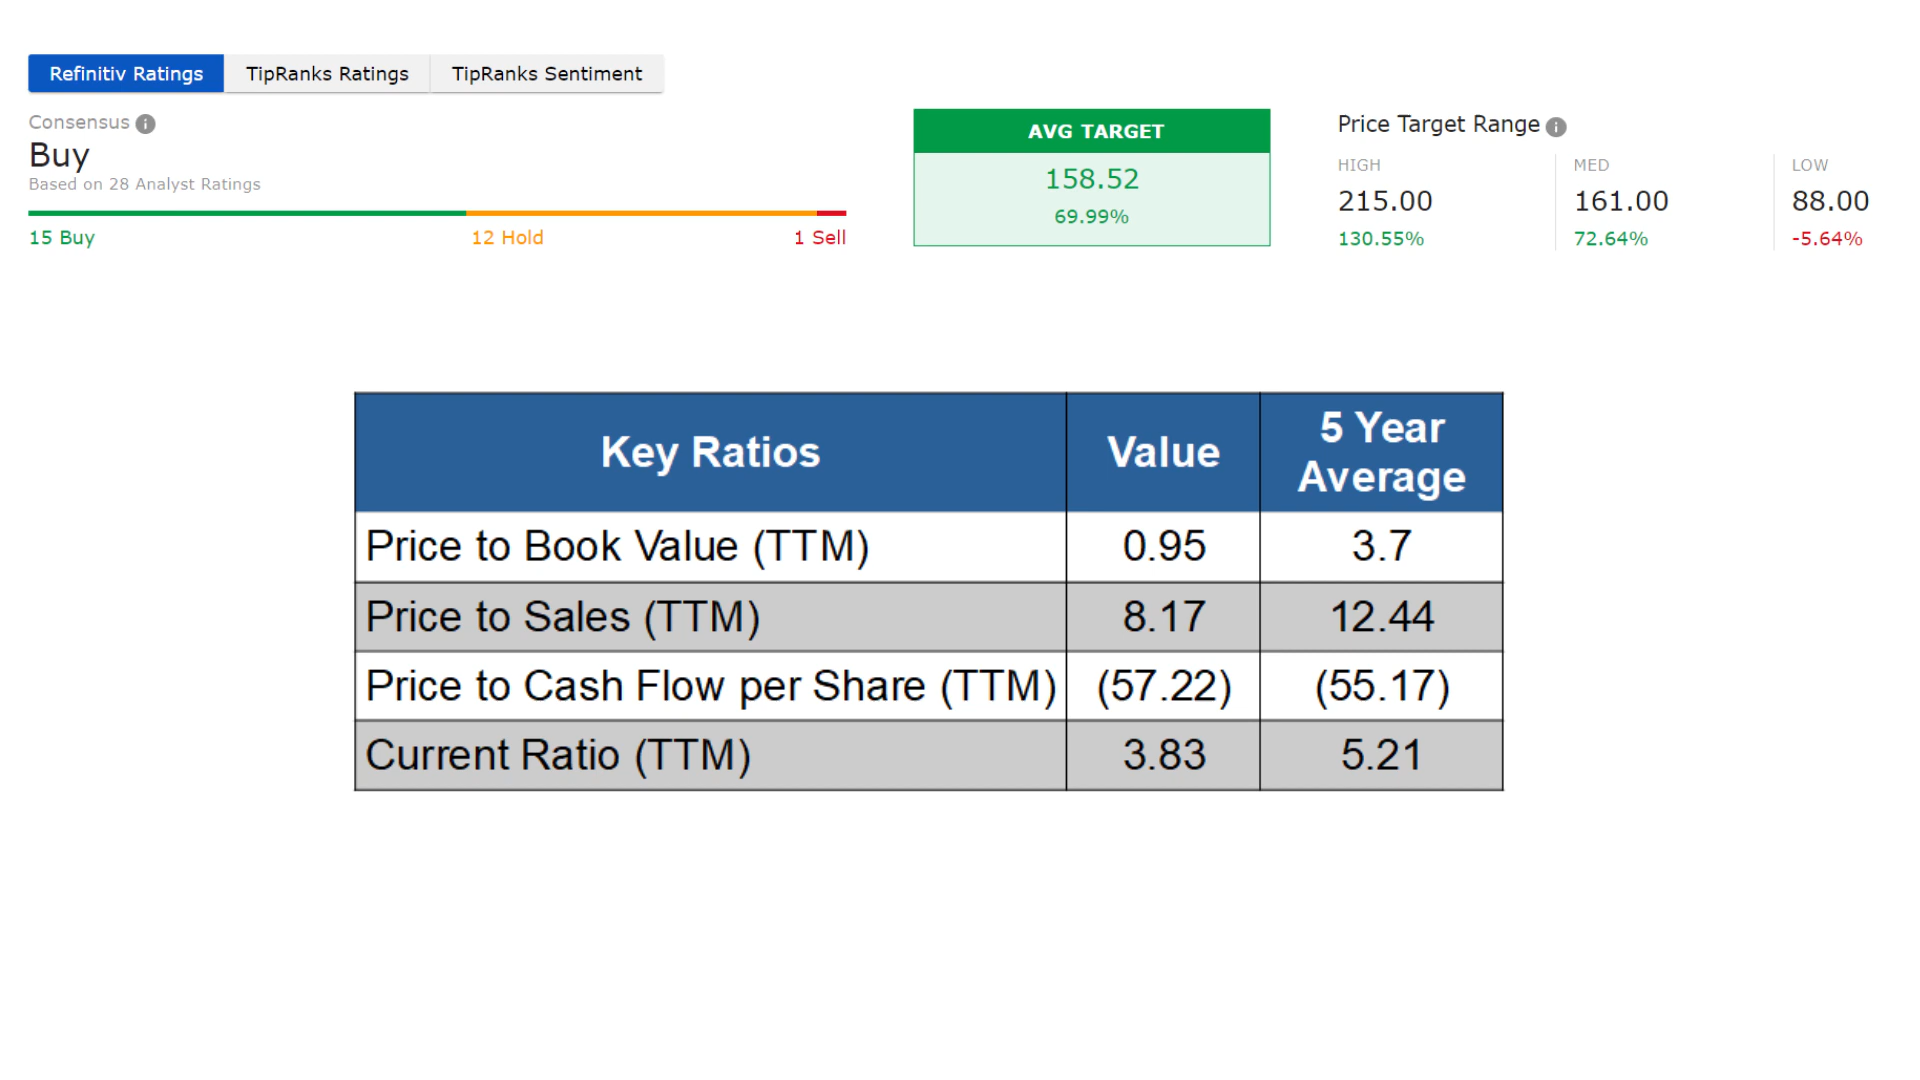 Refinitiv Ratings TipRanks Ratings TipRanks Sentiment
Consensus
Buy
Based on 28 Analyst Ratings
15 Buy 12 Hold 1 Sell
AVG TARGET
158.52
69.99%
Price Target Range
HIGH MED LOW
215.00 161.00 88.00
130.55% 72.64% -5.64%
Key Ratios Value 5 Year
Average
Price to Book Value (TTM) 0.95 3.7
Price to Sales (TTM) 8.17 12.44
Price to Cash Flow per Share (TTM) (57.22) (55.17)
Current Ratio (TTM) 3.83 5.21